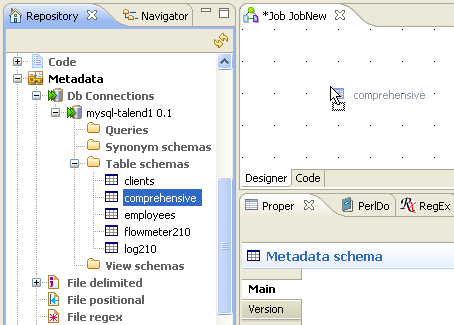 Repository
Navigator
Code
Metadata
Db Connections
mysql-talend1 0.1
Queries
Synonym schemas
Table schemas
clients
comprehensive
employees
flowmeter210
log210
View schemas
File delimited
File positional
File regex
*Job JobNew
comprehensive
Designer Code
Proper PerlDo RegEx
Metadata schema
Main
Version